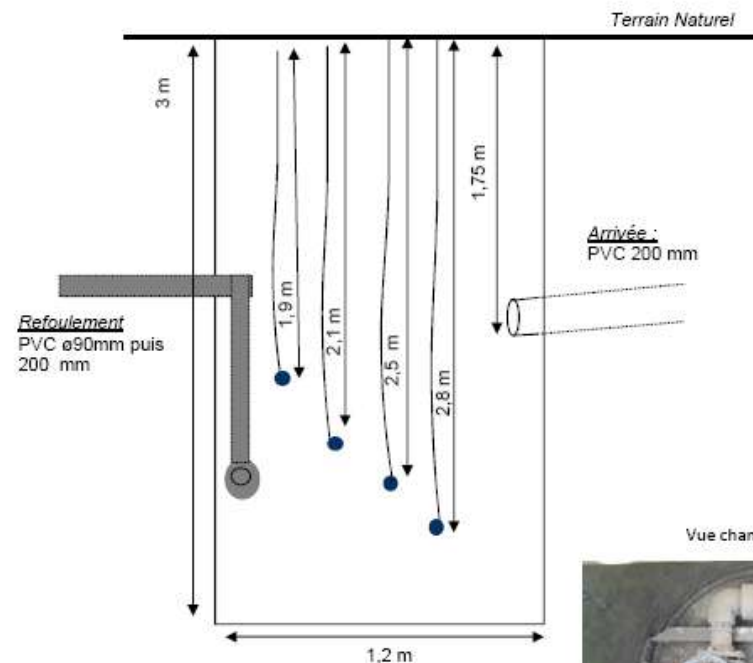 Terrain Naturel
3 m
1,75 m
Arrivée :
PVC 200 mm
1,9 m
2,1 m
2,5 m
2,8 m
Refoulement
PVC ø90mm puis
200 mm
Vue
1,2 m